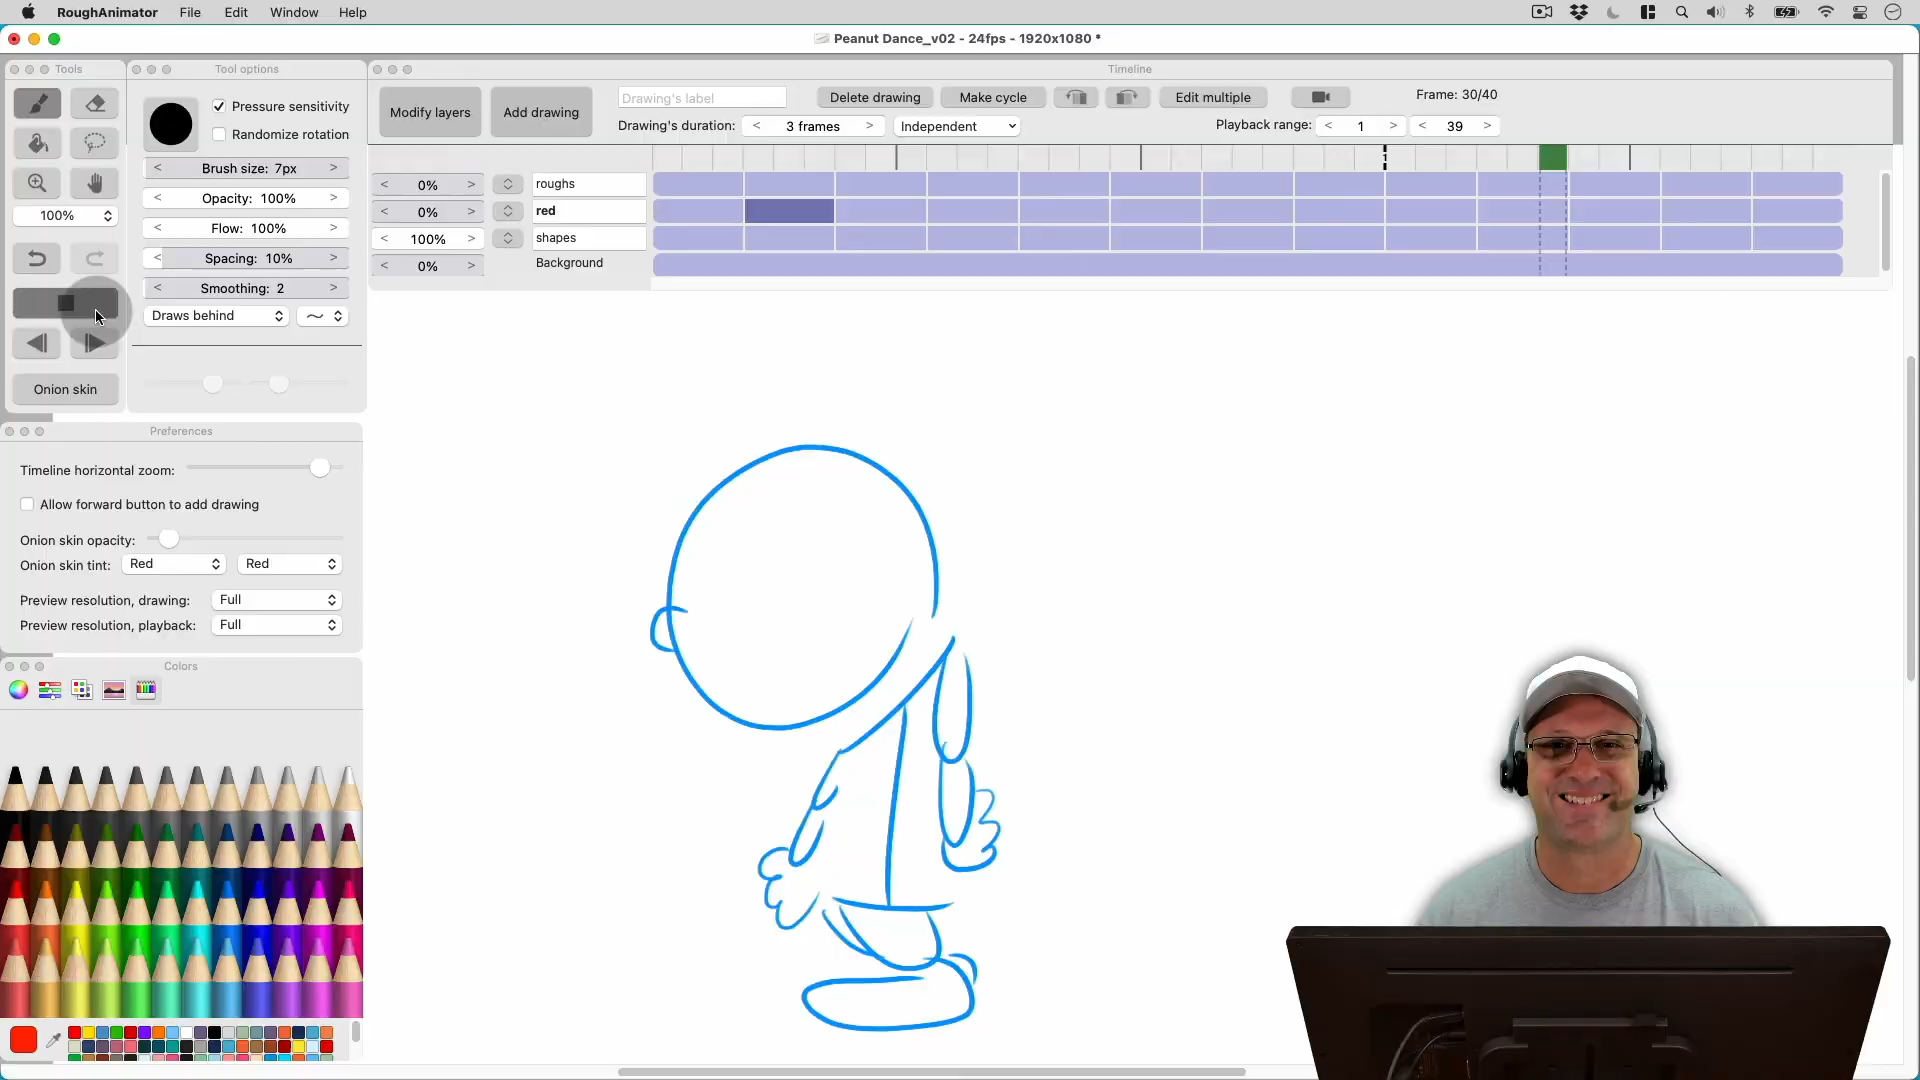 RoughAnimator File Edit Window Help
Peanut Dance_v02 - 24fps - 1920x1080 *
Tools
Tool options
Timeline
Pressure sensitivity
Randomize rotation
Brush size: 7px
Opacity: 100%
Flow: 100%
Spacing: 10%
Smoothing: 2
Draws behind
100%
Onion skin
Modify layers
Add drawing
Drawing's label
Delete drawing
Make cycle
Edit multiple
Frame: 30/40
Drawing's duration: < 3 frames >
Independent
Playback range: < 1 > < 39 >
1
< 0% > roughs
< 0% > red
< 100% > shapes
< 0% > Background
Preferences
Timeline horizontal zoom:
Allow forward button to add drawing
Onion skin opacity:
Onion skin tint: Red Red
Preview resolution, drawing: Full
Preview resolution, playback: Full
Colors